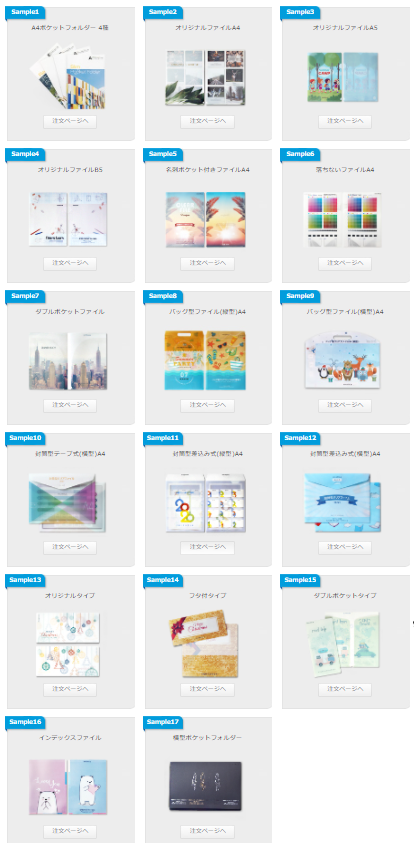 Sample1
A4ポケットフォルダー 4種
注文ページへ
Sample2
オリジナルファイルA4
注文ページへ
Sample3
オリジナルファイルA5
注文ページへ
Sample4
オリジナルファイルB5
注文ページへ
Sample5
名刺ポケット付きファイルA4
注文ページへ
Sample6
落ちないファイルA4
注文ページへ
Sample7
ダブルポケットファイル
注文ページへ
Sample8
バッグ型ファイル(縦型)A4
注文ページへ
Sample9
バッグ型ファイル(横型)A4
注文ページへ
Sample10
封筒型テープ式(横型)A4
注文ページへ
Sample11
封筒型差込み式(縦型)A4
注文ページへ
Sample12
封筒型差込み式(横型)A4
注文ページへ
Sample13
オリジナルタイプ
注文ページへ
Sample14
フタ付タイプ
注文ページへ
Sample15
ダブルポケットタイプ
注文ページへ
Sample16
インデックスファイル
注文ページへ
Sample17
横型ポケットフォルダー
注文ページへ